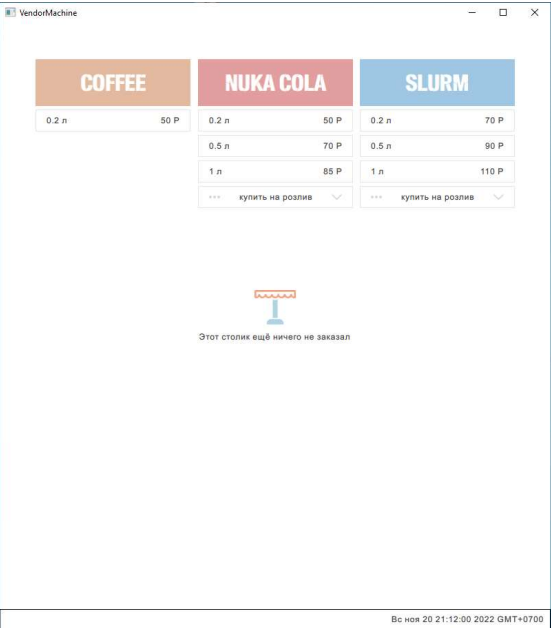 VendorMachine
COFFEE
0.2 л 50 Р
NUKA COLA
0.2 л 50 Р
0.5 л 70 Р
1 л 85 Р
купить на розлив
SLURM
0.2 л 70 Р
0.5 л 90 Р
1 л 110 Р
купить на розлив
Этот столик ещё ничего не заказал
Вс ноя 20 21:12:00 2022 GMT+0700